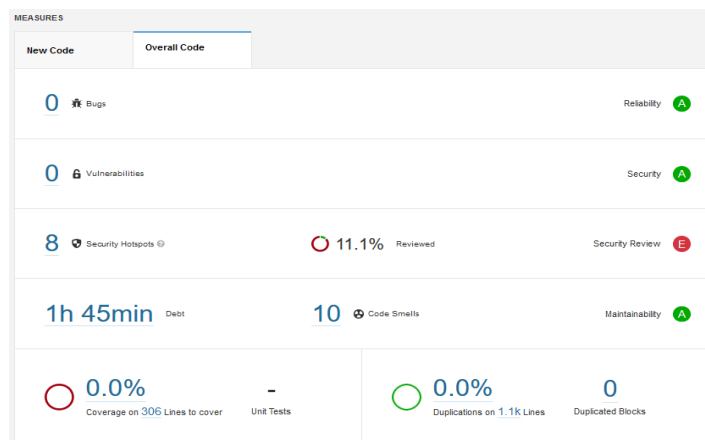 MEASURES
New Code
Overall Code
0 Bugs
Reliability A
0 Vulnerabilities
Security A
8 Security Hotspots ?
11.1% Reviewed
Security Review E
1h 45min Debt
10 Code Smells
Maintainability A
0.0%
Coverage on 306 Lines to cover
-
Unit Tests
0.0%
Duplications on 1.1k Lines
0
Duplicated Blocks